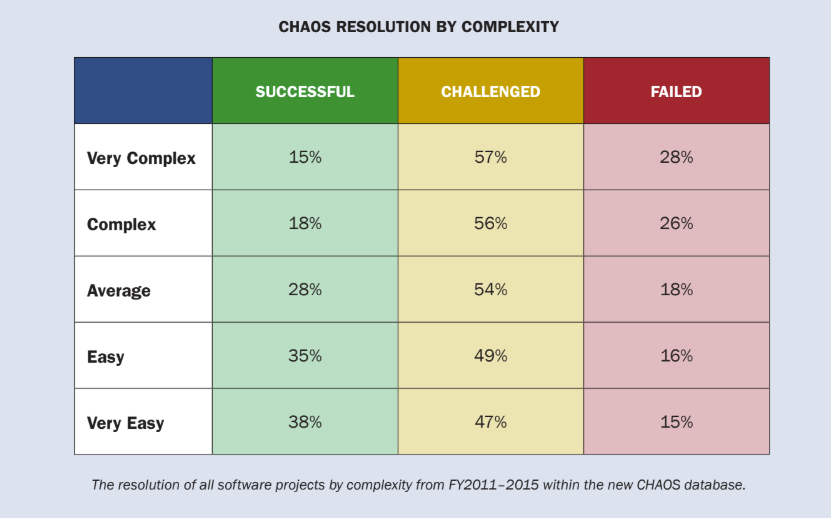 CHAOS RESOLUTION BY COMPLEXITY
SUCCESSFUL CHALLENGED FAILED
Very Complex 15% 57% 28%
Complex 18% 56% 26%
Average 28% 54% 18%
Easy 35% 49% 16%
Very Easy 38% 47% 15%
The resolution of all software projects by complexity from FY2011–2015 within the new CHAOS database.